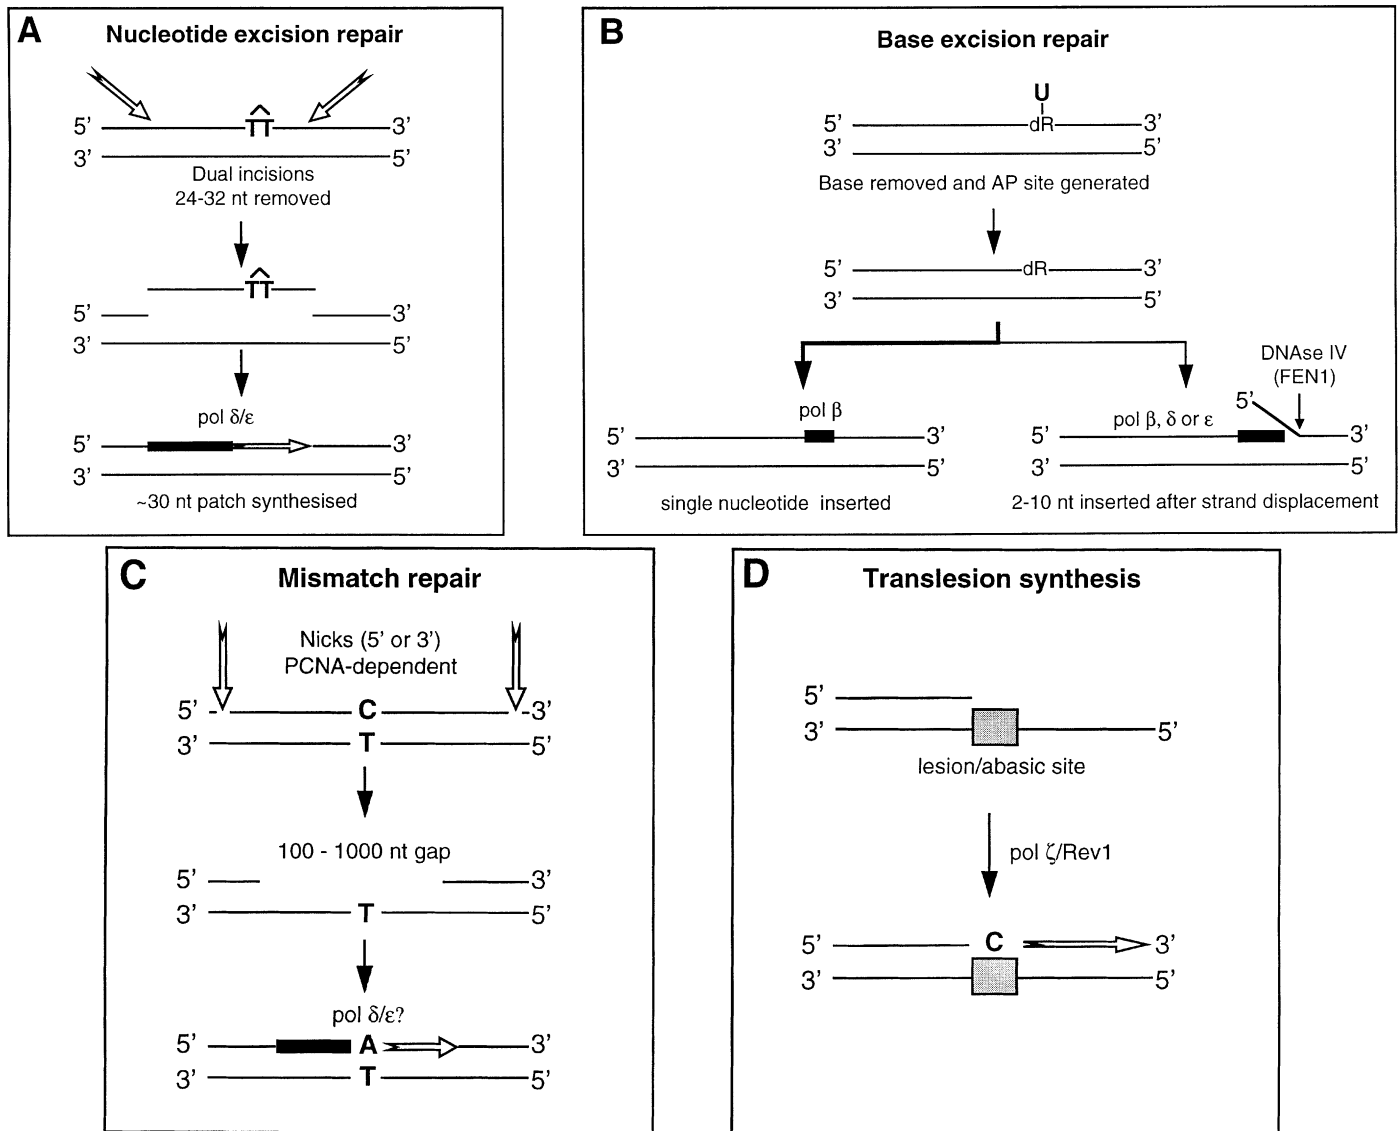 A
Nucleotide excision repair
5’ TT 3’
3’ 5’
Dual incisions
24-32 nt removed
TT
5’ 3’
3’ 5’
pol δ/ε
5’ 3’
3’ 5’
~30 nt patch synthesised
B
Base excision repair
U
5’ dR 3’
3’ 5’
Base removed and AP site generated
5’ dR 3’
3’ 5’
pol β
5’ 3’
3’ 5’
single nucleotide inserted
DNAse IV
(FEN1)
5’
pol β, δ or ε
5’ 3’
3’ 5’
2-10 nt inserted after strand displacement
C
Mismatch repair
Nicks (5’ or 3’)
PCNA-dependent
5’ C 3’
3’ T 5’
100 - 1000 nt gap
5’ 3’
3’ T 5’
pol δ/ε?
5’ A 3’
3’ T 5’
D
Translesion synthesis
5’
3’ 5’
lesion/abasic site
pol ζ/Rev1
5’ C 3’
3’ 5’